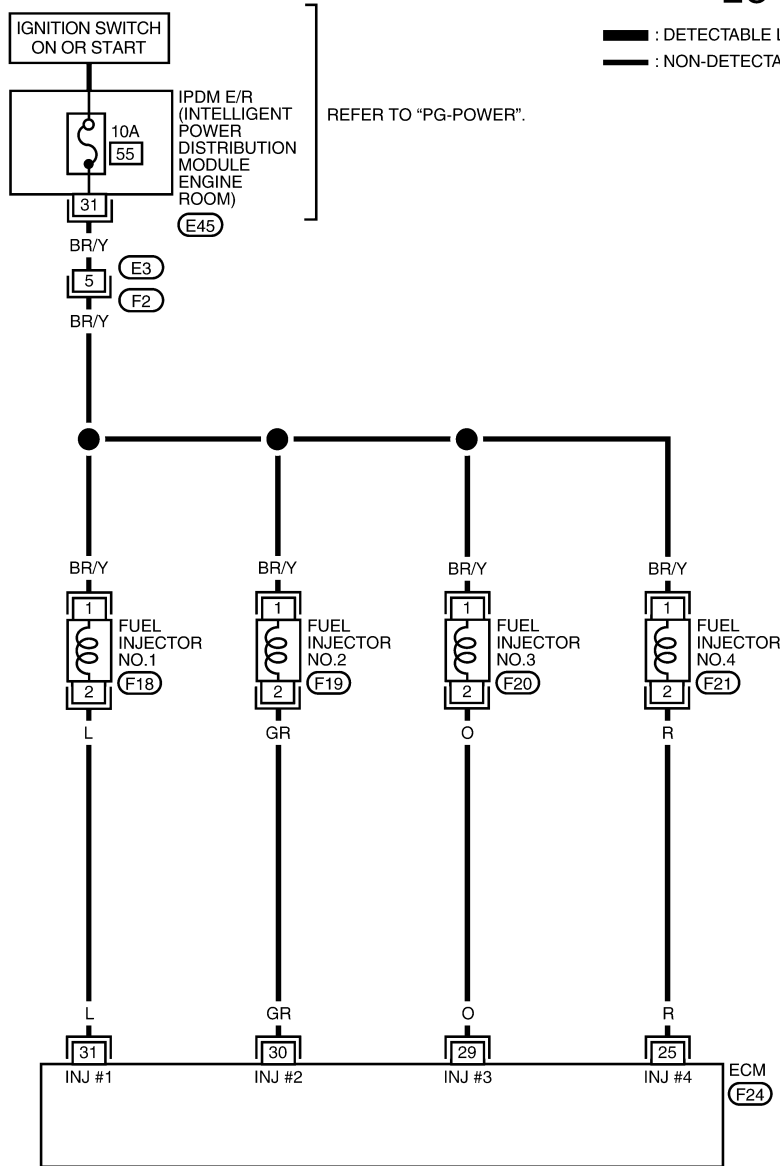 IGNITION SWITCH
ON OR START
: DETECTABLE
: NON-DETECTA
10A
55
IPDM E/R
(INTELLIGENT
POWER
DISTRIBUTION
MODULE
ENGINE
ROOM)
REFER TO “PG-POWER”.
31
E45
BR/Y
5
E3
F2
BR/Y
BR/Y
BR/Y
BR/Y
BR/Y
1
1
1
1
FUEL
INJECTOR
NO.1
F18
FUEL
INJECTOR
NO.2
F19
FUEL
INJECTOR
NO.3
F20
FUEL
INJECTOR
NO.4
F21
2
2
2
2
L
GR
O
R
L
GR
O
R
31
30
29
25
INJ #1
INJ #2
INJ #3
INJ #4
ECM
F24